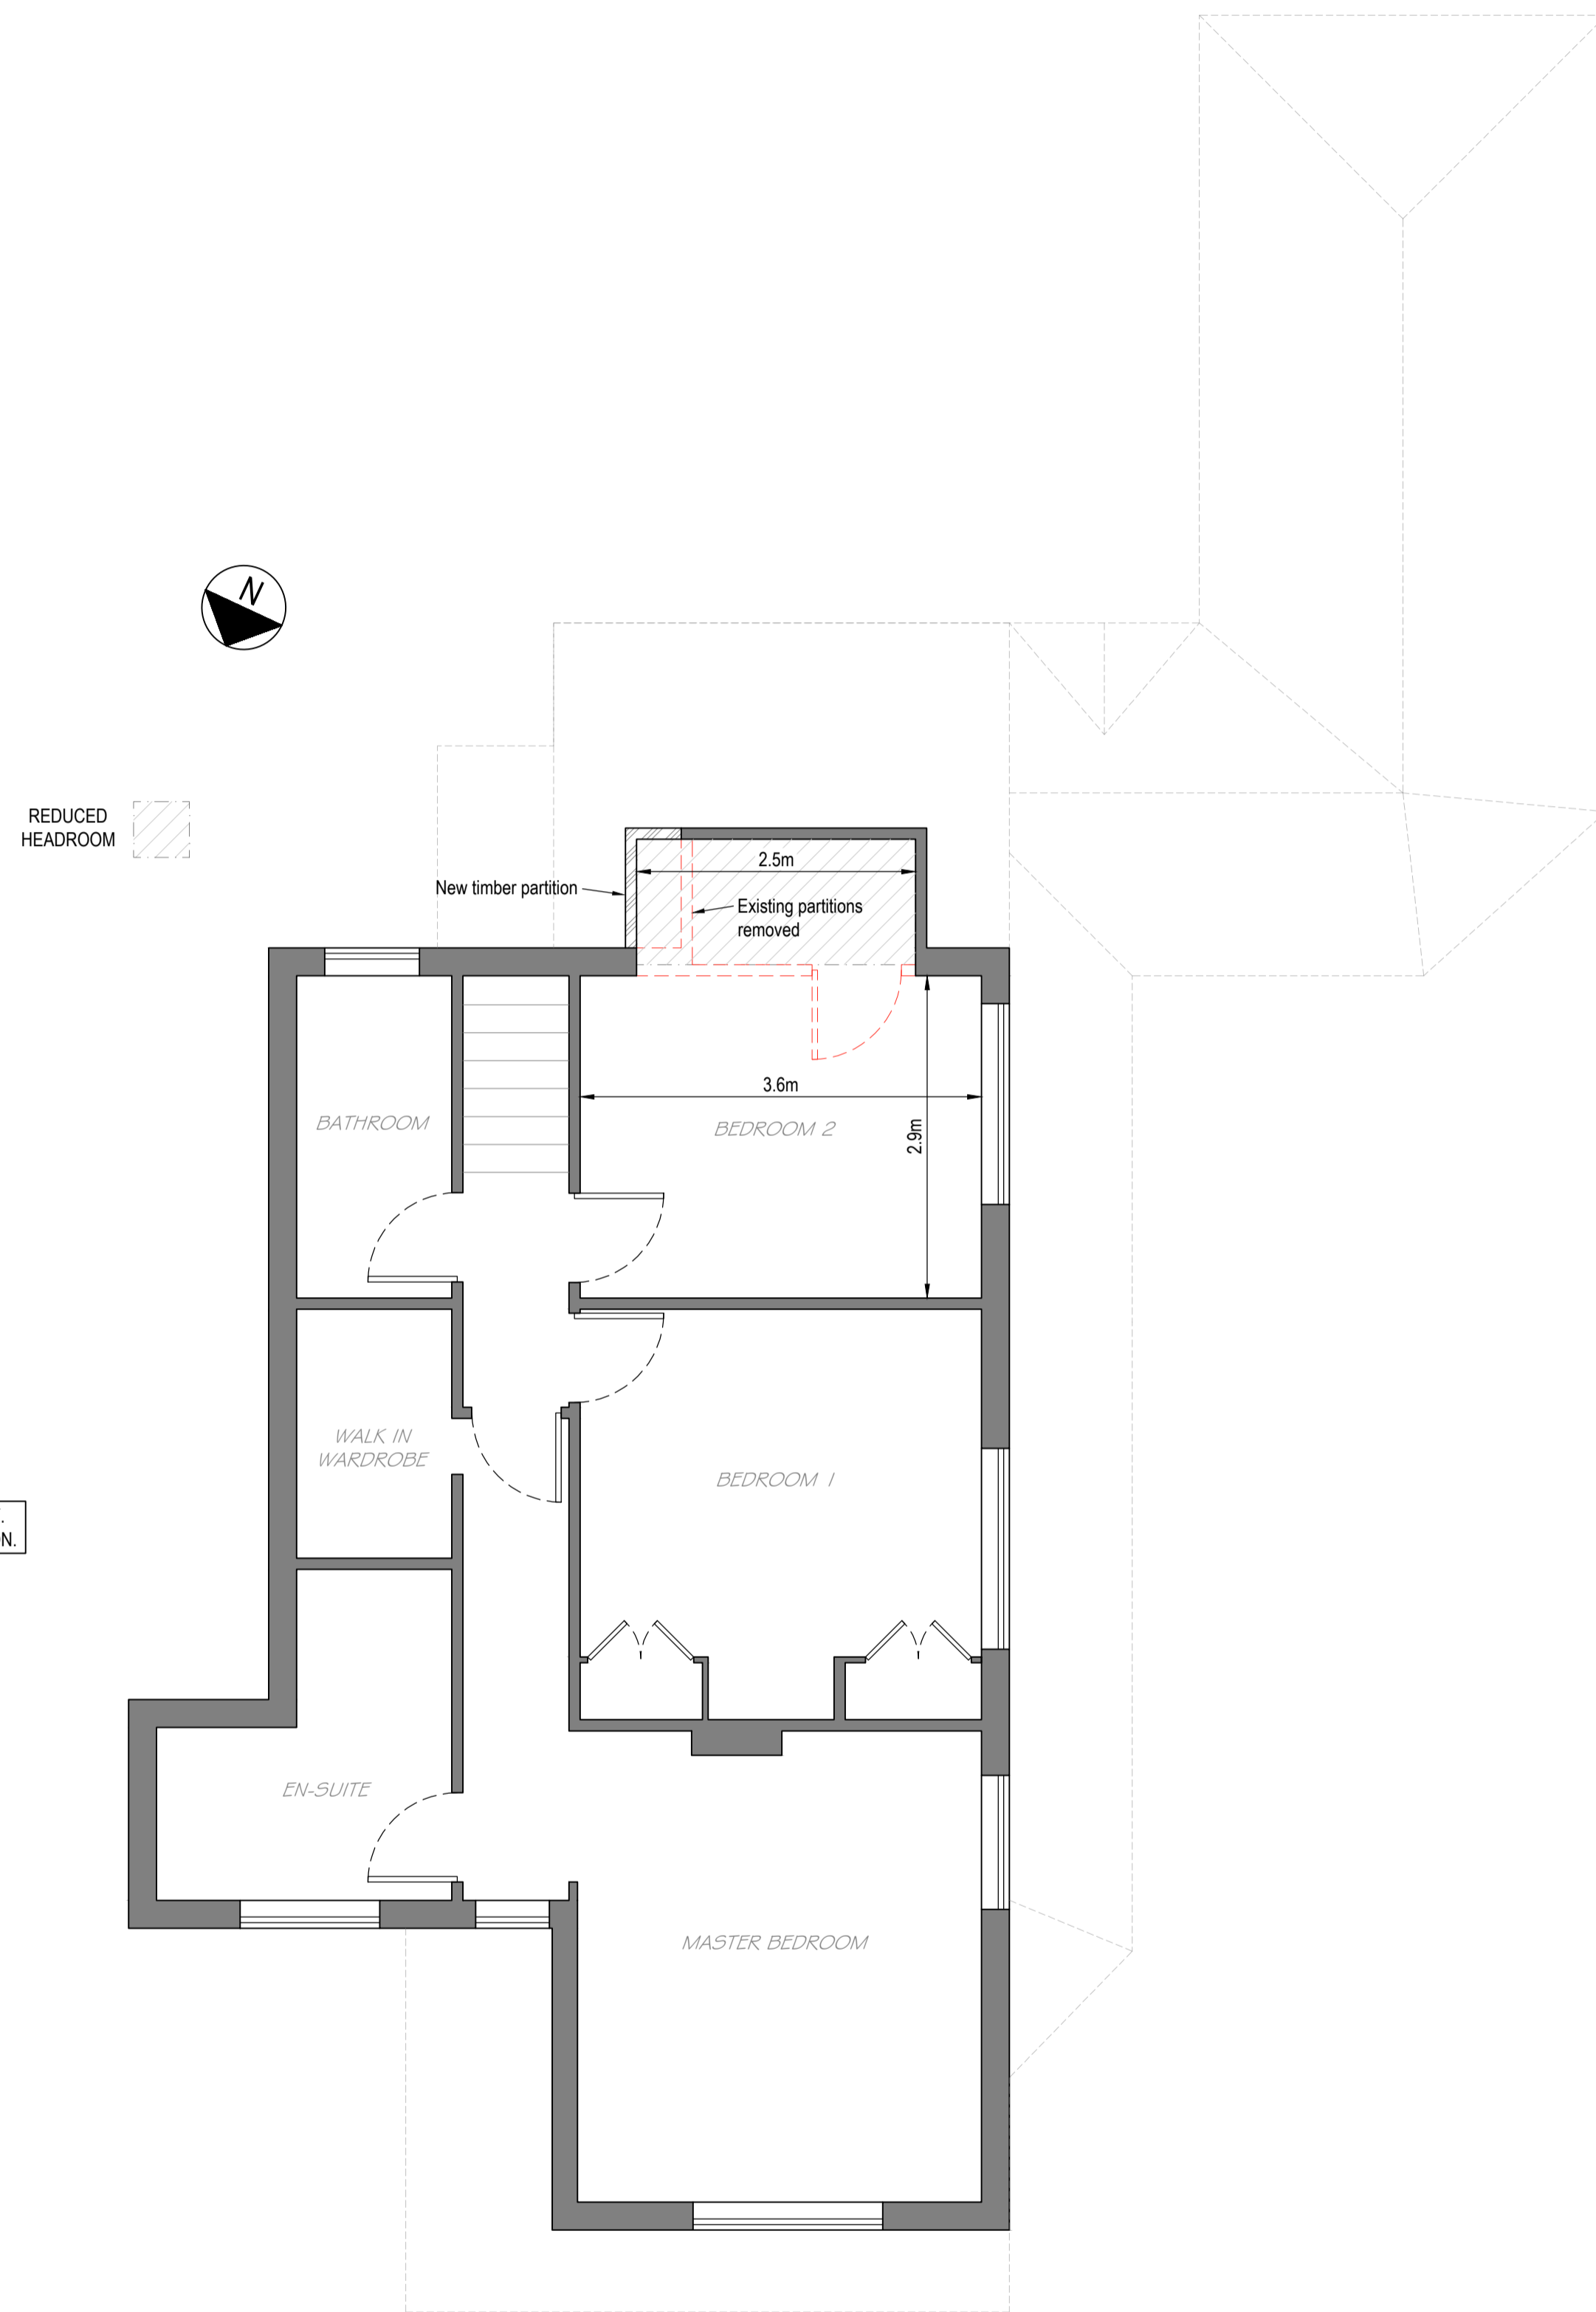 N
REDUCED
HEADROOM
2.5m
New timber partition
Existing partitions
removed
3.6m
2.9m
BATHROOM
BEDROOM 2
WALK IN
WARDROBE
BEDROOM 1
EN-SUITE
MASTER BEDROOM